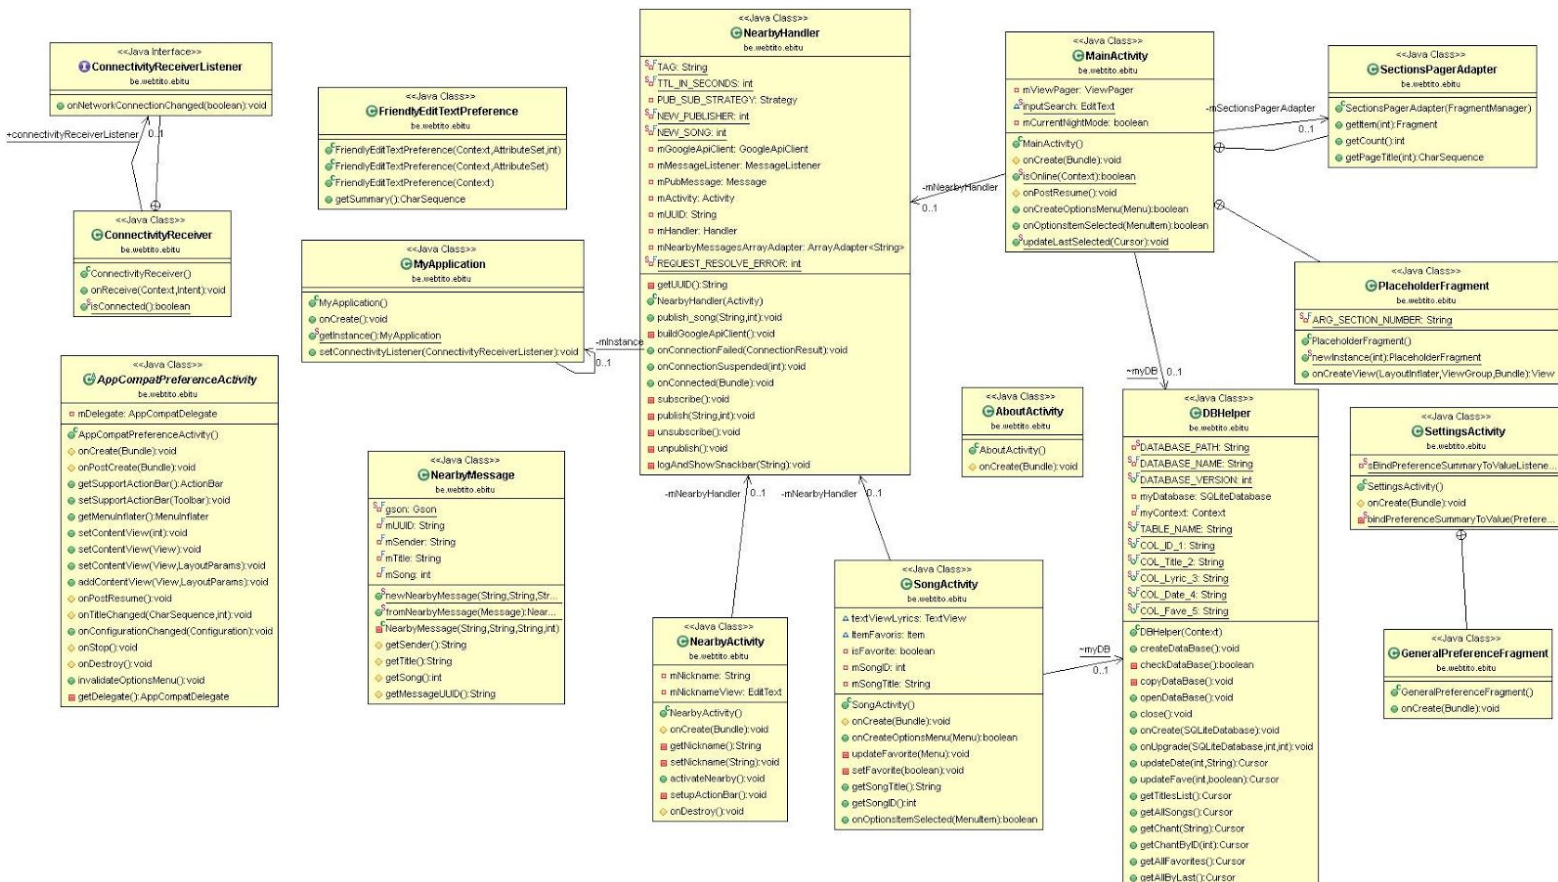 <<Java Interface>>
ConnectivityReceiverListener
be.webtito.ebitu
onNetworkConnectionChanged(boolean):void
+connectivityReceiverListener
0..1
<<Java Class>>
ConnectivityReceiver
be.webtito.ebitu
ConnectivityReceiver()
onReceive(Context,Intent):void
isConnected():boolean
<<Java Class>>
AppCompatPreferenceActivity
be.webtito.ebitu
mDelegate: AppCompatDelegate
AppCompatPreferenceActivity()
onCreate(Bundle):void
onPostCreate(Bundle):void
getSupportActionBar():ActionBar
setSupportActionBar(Toolbar):void
getMenuInflater():MenuInflater
setContentView(int):void
setContentView(View):void
setContentView(View,LayoutParams):void
addContentView(View,LayoutParams):void
onPostResume():void
onTitleChanged(CharSequence,int):void
onConfigurationChanged(Configuration):void
onStop():void
onDestroy():void
invalidateOptionsMenu():void
getDelegate():AppCompatDelegate
<<Java Class>>
FriendlyEditTextPreference
be.webtito.ebitu
FriendlyEditTextPreference(Context,AttributeSet,int)
FriendlyEditTextPreference(Context,AttributeSet)
FriendlyEditTextPreference(Context)
getSummary():CharSequence
<<Java Class>>
MyApplication
be.webtito.ebitu
MyApplication()
onCreate():void
getInstance():MyApplication
setConnectivityListener(ConnectivityReceiverListener):void
-mInstance
0..1
<<Java Class>>
NearbyMessage
be.webtito.ebitu
gson: Gson
mUUID: String
mSender: String
mTitle: String
mSong: int
newNearbyMessage(String,String,Str...
fromNearbyMessage(Message):Near...
NearbyMessage(String,String,String,int)
getSender():String
getTitle():String
getSong():int
getMessageUUID():String
<<Java Class>>
NearbyHandler
be.webtito.ebitu
TAG: String
TTL_IN_SECONDS: int
PUB_SUB_STRATEGY: Strategy
NEW_PUBLISHER: int
NEW_SONG: int
mGoogleApiClient: GoogleApiClient
mMessageListener: MessageListener
mPubMessage: Message
mActivity: Activity
mUUID: String
mHandler: Handler
mNearbyMessagesArrayAdapter: ArrayAdapter<String>
REQUEST_RESOLVE_ERROR: int
getUUID():String
NearbyHandler(Activity)
publish_song(String,int):void
buildGoogleApiClient():void
onConnectionFailed(ConnectionResult):void
onConnectionSuspended(int):void
onConnected(Bundle):void
subscribe():void
publish(String,int):void
unsubscribe():void
unpublish():void
logAndShowSnackbar(String):void
-mNearbyHandler
0..1
-mNearbyHandler
0..1
-mNearbyHandler
0..1
<<Java Class>>
NearbyActivity
be.webtito.ebitu
mNickname: String
mNicknameView: EditText
NearbyActivity()
onCreate(Bundle):void
getNickname():String
setNickname(String):void
activateNearby():void
setupActionBar():void
onDestroy():void
<<Java Class>>
SongActivity
be.webtito.ebitu
textViewLyrics: TextView
ItemFavoris: Item
isFavorite: boolean
mSongID: int
mSongTitle: String
SongActivity()
onCreate(Bundle):void
onCreateOptionsMenu(Menu):boolean
updateFavorite(Menu):void
setFavorite(boolean):void
getSongTitle():String
getSongID():int
onOptionsItemSelected(MenuItem):boolean
<<Java Class>>
AboutActivity
be.webtito.ebitu
AboutActivity()
onCreate(Bundle):void
<<Java Class>>
MainActivity
be.webtito.ebitu
mViewPager: ViewPager
inputSearch: EditText
mCurrentNightMode: boolean
MainActivity()
onCreate(Bundle):void
isOnline(Context):boolean
onPostResume():void
onCreateOptionsMenu(Menu):boolean
onOptionsItemSelected(MenuItem):boolean
updateLastSelected(Cursor):void
-mSectionsPagerAdapter
0..1
<<Java Class>>
SectionsPagerAdapter
be.webtito.ebitu
SectionsPagerAdapter(FragmentManager)
getItem(int):Fragment
getCount():int
getPageTitle(int):CharSequence
<<Java Class>>
PlaceholderFragment
be.webtito.ebitu
ARG_SECTION_NUMBER: String
PlaceholderFragment()
newInstance(int):PlaceholderFragment
onCreateView(LayoutInflater,ViewGroup,Bundle):View
~myDB
0..1
~myDB
0..1
<<Java Class>>
DBHelper
be.webtito.ebitu
DATABASE_PATH: String
DATABASE_NAME: String
DATABASE_VERSION: int
myDatabase: SQLiteDatabase
myContext: Context
TABLE_NAME: String
COL_ID_1: String
COL_Title_2: String
COL_Lyric_3: String
COL_Date_4: String
COL_Fave_5: String
DBHelper(Context)
createDataBase():void
checkDataBase():boolean
copyDataBase():void
openDataBase():void
close():void
onCreate(SQLiteDatabase):void
onUpgrade(SQLiteDatabase,int,int):void
updateDate(int,String):Cursor
updateFave(int,boolean):Cursor
getTitlesList():Cursor
getAllSongs():Cursor
getChant(String):Cursor
getChantByID(int):Cursor
getAllFavorites():Cursor
getAllByLast():Cursor
<<Java Class>>
SettingsActivity
be.webtito.ebitu
sBindPreferenceSummaryToValueListene...
SettingsActivity()
onCreate(Bundle):void
bindPreferenceSummaryToValue(Prefere...
<<Java Class>>
GeneralPreferenceFragment
be.webtito.ebitu
GeneralPreferenceFragment()
onCreate(Bundle):void